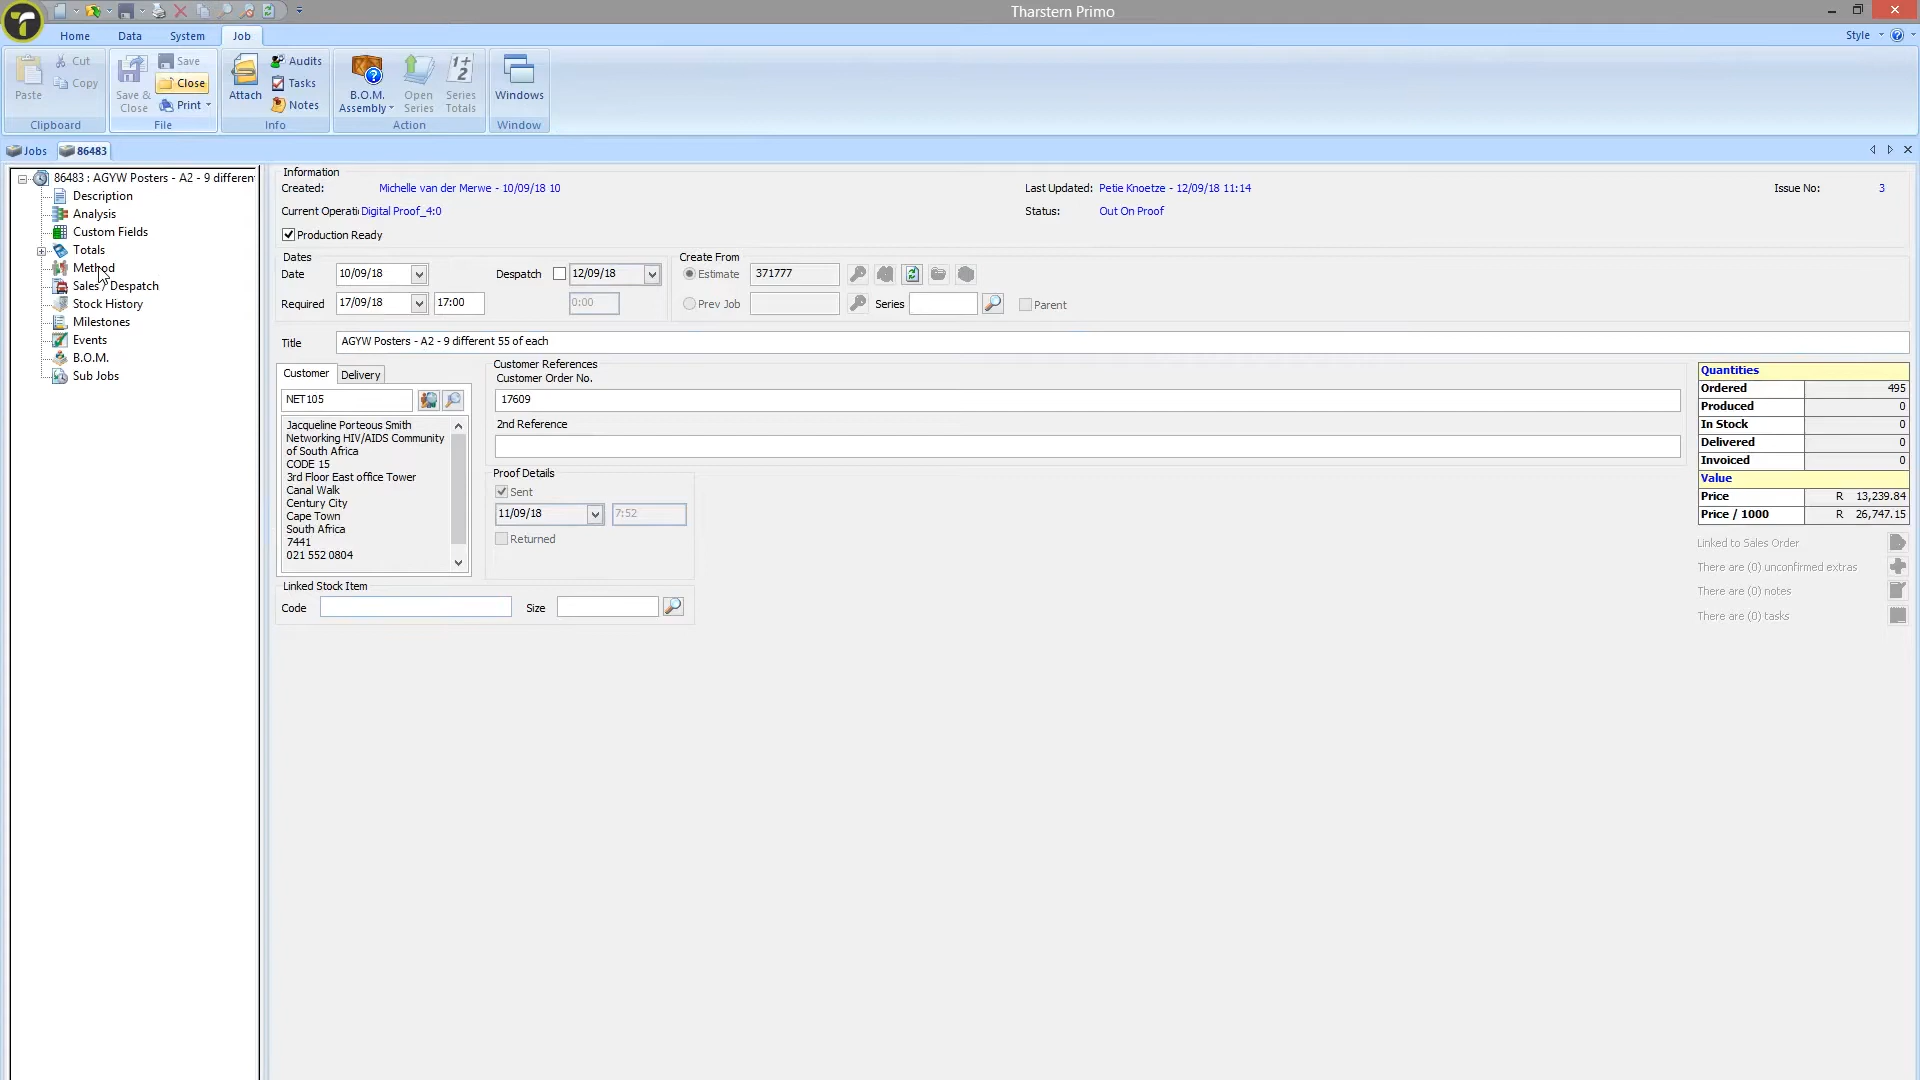 Tharstern Primo
Home Data System Job
Style
Paste Cut Copy
Clipboard
Save & Close Save Close Print
File
Attach Audits Tasks Notes
Info
B.O.M. Assembly Open Series Series Totals
Action
Windows
Window
Jobs 86483
86483 : AGYW Posters - A2 - 9 differen
Description
Analysis
Custom Fields
Totals
Method
Sales / Despatch
Stock History
Milestones
Events
B.O.M.
Sub Jobs
Information
Created: Michelle van der Merwe - 10/09/18 10 Last Updated: Petie Knoetze - 12/09/18 11:14 Issue No: 3
Current Operati Digital Proof_4:0 Status: Out On Proof
Production Ready
Dates
Date 10/09/18 Despatch 12/09/18
Required 17/09/18 17:00 0:00
Create From
Estimate 371777
Prev Job Series Parent
Title AGYW Posters - A2 - 9 different 55 of each
Customer Delivery
NET105
Jacqueline Porteous Smith
Networking HIV/AIDS Community
of South Africa
CODE 15
3rd Floor East office Tower
Canal Walk
Century City
Cape Town
South Africa
7441
021 552 0804
Customer References
Customer Order No.
17609
2nd Reference
Proof Details
Sent
11/09/18 7:52
Returned
Linked Stock Item
Code Size
Quantities
Ordered 495
Produced 0
In Stock 0
Delivered 0
Invoiced 0
Value
Price R 13,239.84
Price / 1000 R 26,747.15
Linked to Sales Order
There are (0) unconfirmed extras
There are (0) notes
There are (0) tasks